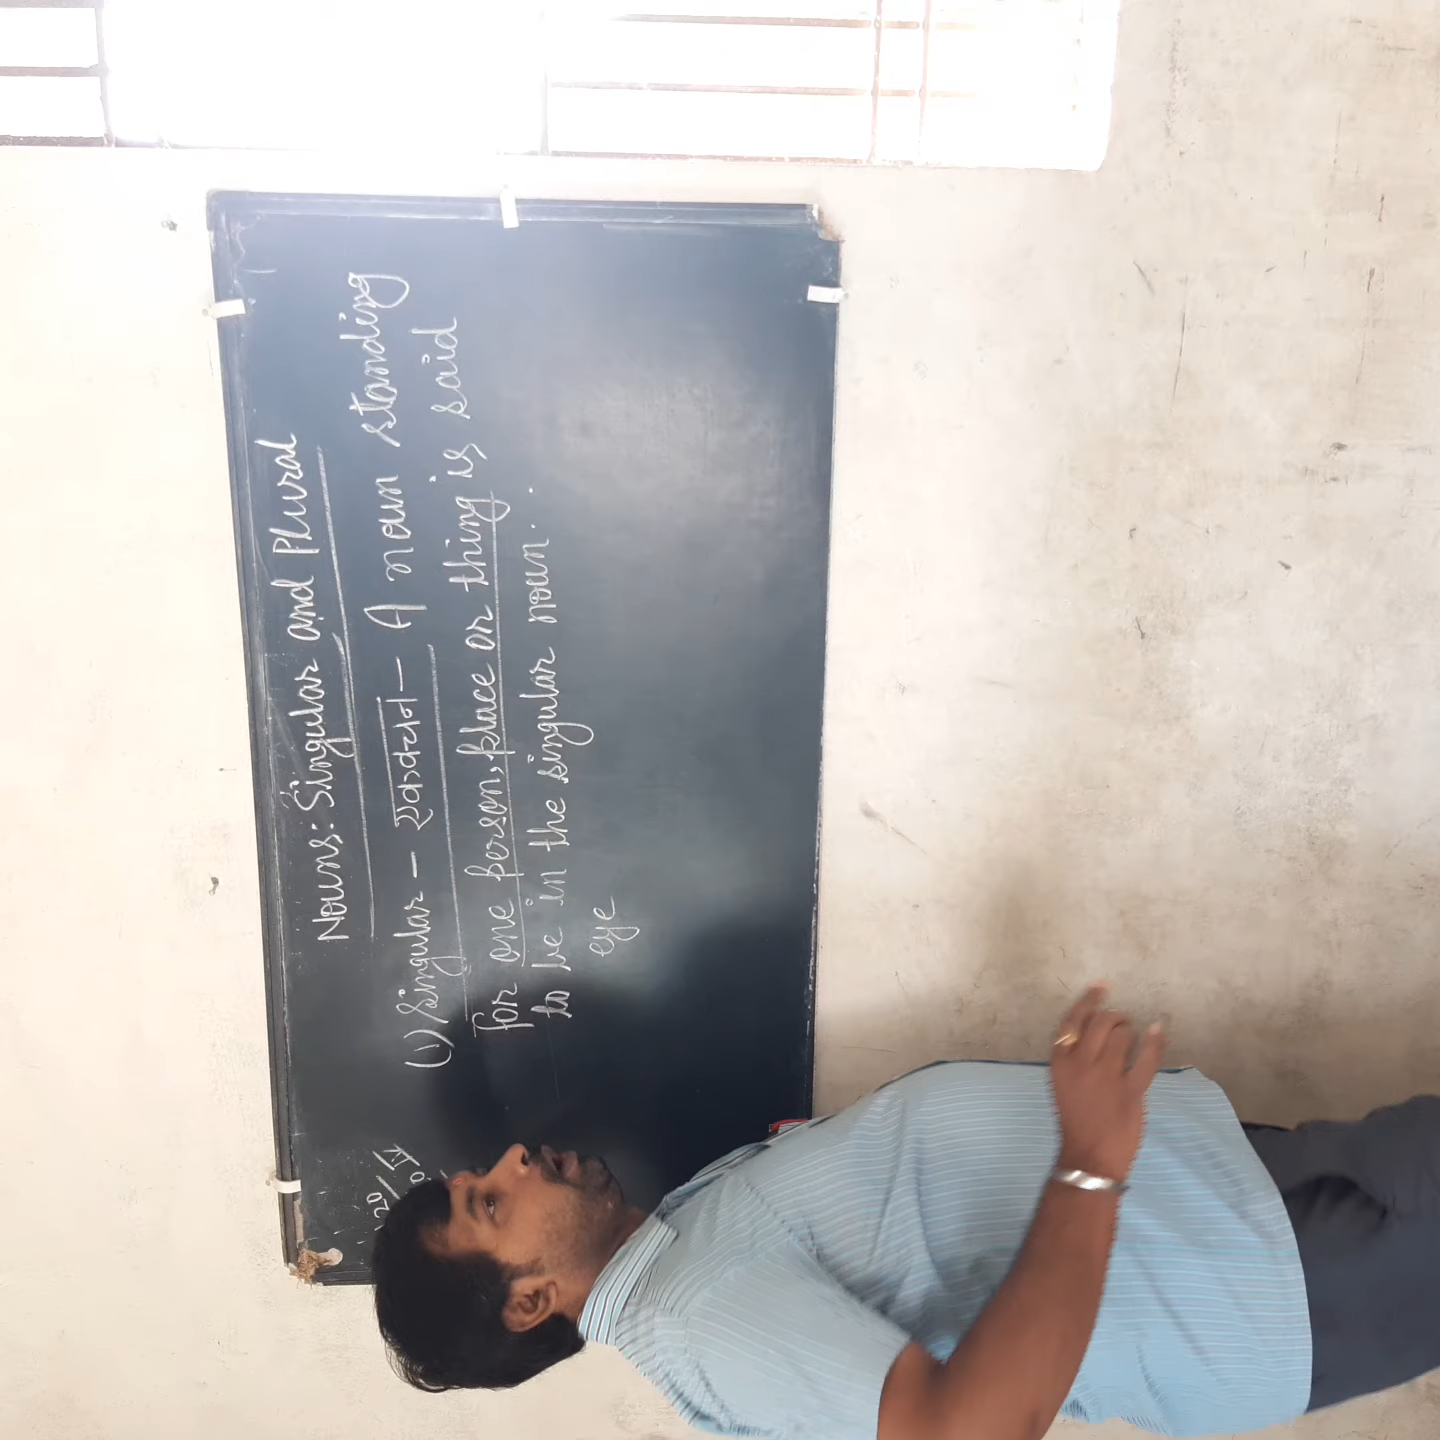 Nouns: Singular and Plural
(1) Singular - एकवचन - A noun standing
for one person, place or thing is said
to be in the singular noun.
eye